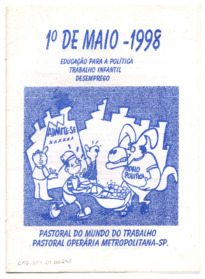 1º DE MAIO -1998
EDUCAÇÃO PARA A POLÍTICA
TRABALHO INFANTIL
DESEMPREGO
ADMITE-SE
XXXXXX
PASTORAL DO MUNDO DO TRABALHO
PASTORAL OPERÁRIA METROPOLITANA-SP.